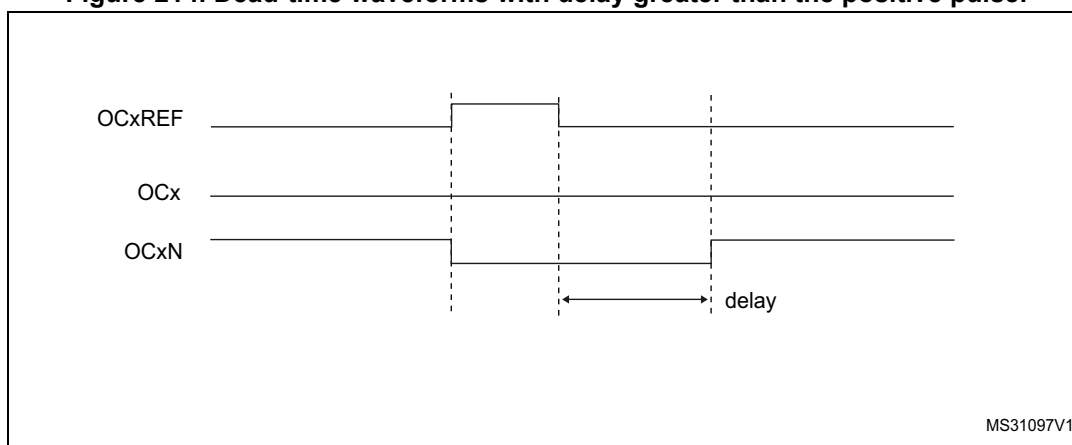 Figure 214. Dead-time waveforms with delay greater than the positive pulse.
OCxREF
OCx
OCxN
delay
MS31097V1